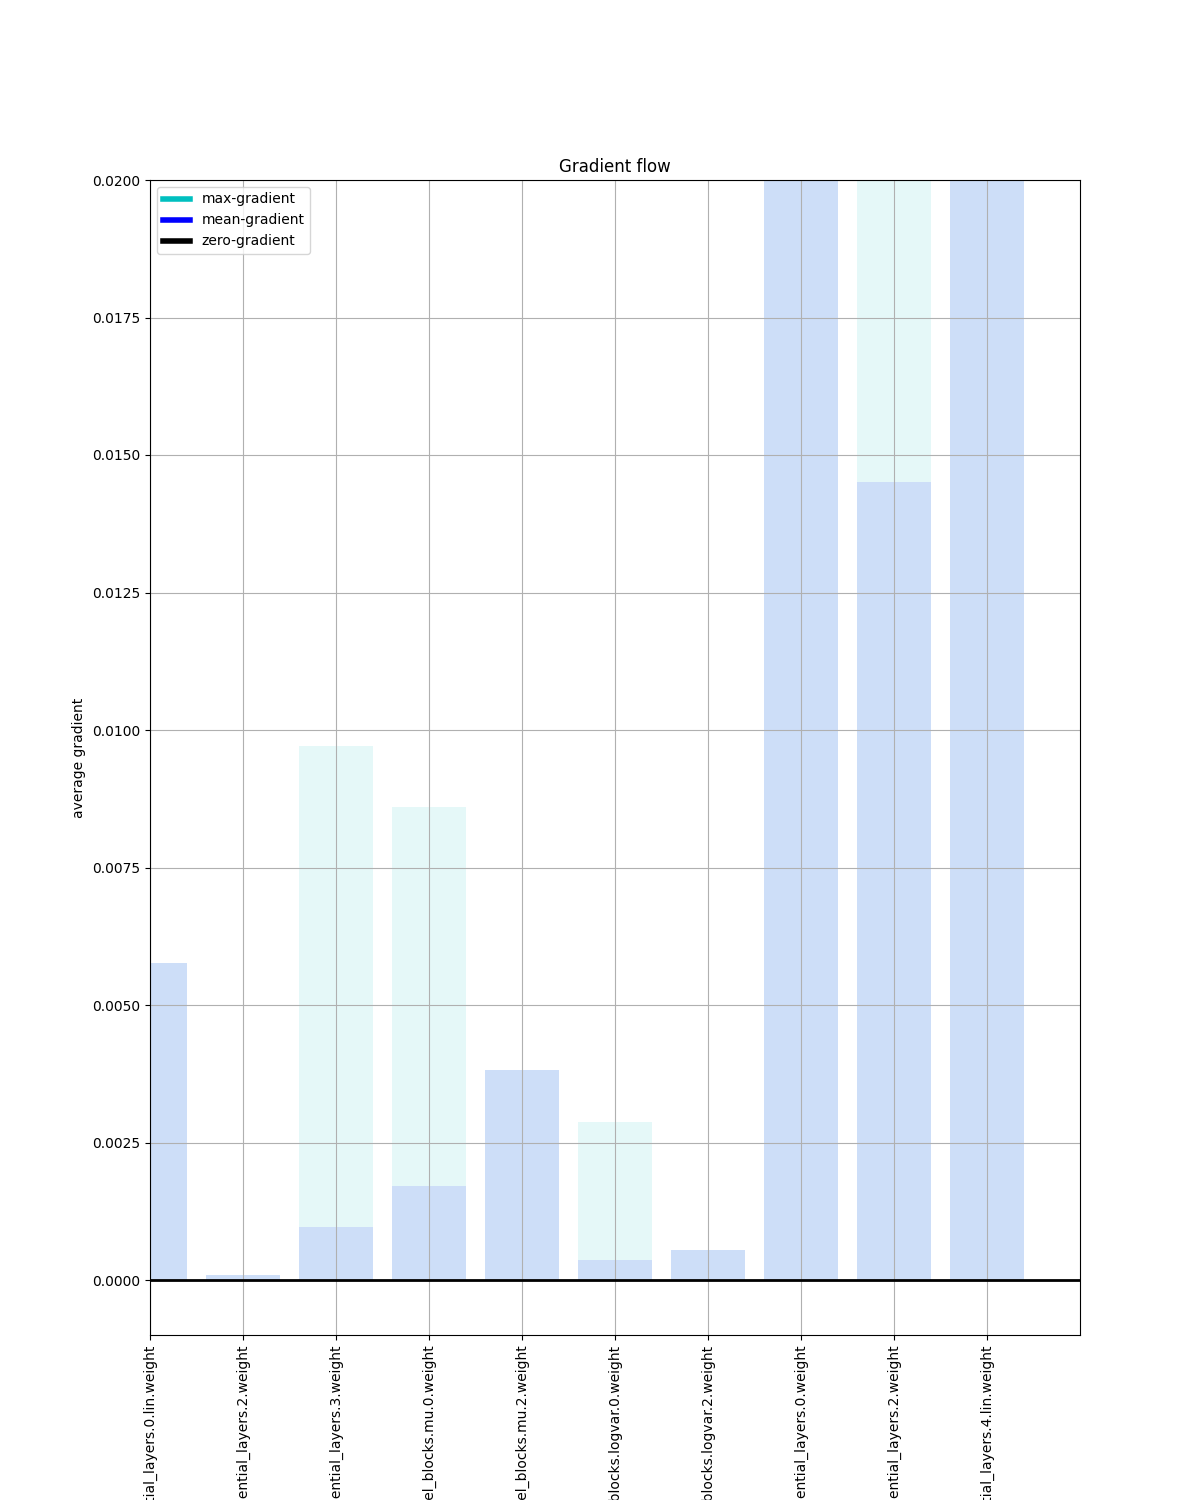 Gradient flow
max-gradient
mean-gradient
zero-gradient
0.0200
0.0175
0.0150
0.0125
0.0100
0.0075
0.0050
0.0025
0.0000
average gradient
tial_layers.0.lin.weight
ential_layers.2.weight
ential_layers.3.weight
el_blocks.mu.0.weight
el_blocks.mu.2.weight
blocks.logvar.0.weight
blocks.logvar.2.weight
ential_layers.0.weight
ential_layers.2.weight
tial_layers.4.lin.weight